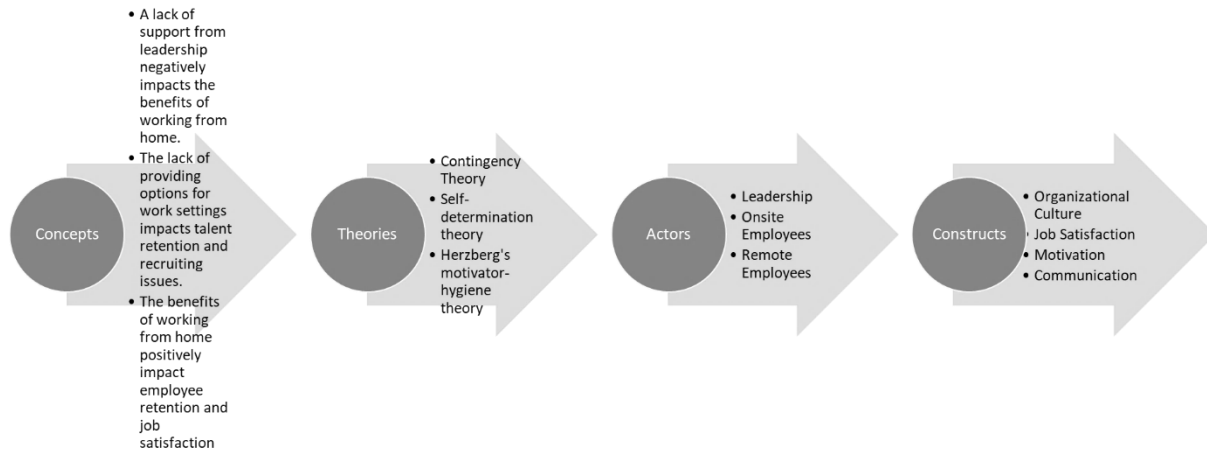 Concepts
• A lack of
support from
leadership
negatively
impacts the
benefits of
working from
home.
• The lack of
providing
options for
work settings
impacts talent
retention and
recruiting
issues.
• The benefits
of working
from home
positively
impact
employee
retention and
job
satisfaction
Theories
• Contingency
Theory
• Self-
determination
theory
• Herzberg's
motivator-
hygiene
theory
Actors
• Leadership
• Onsite
Employees
• Remote
Employees
Constructs
• Organizational
Culture
• Job Satisfaction
• Motivation
• Communication